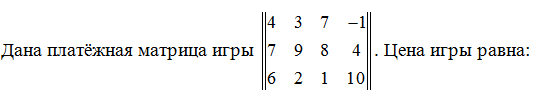 4 3 7 −1
Дана платёжная матрица игры 7 9 8 4 . Цена игры равна:
6 2 1 10